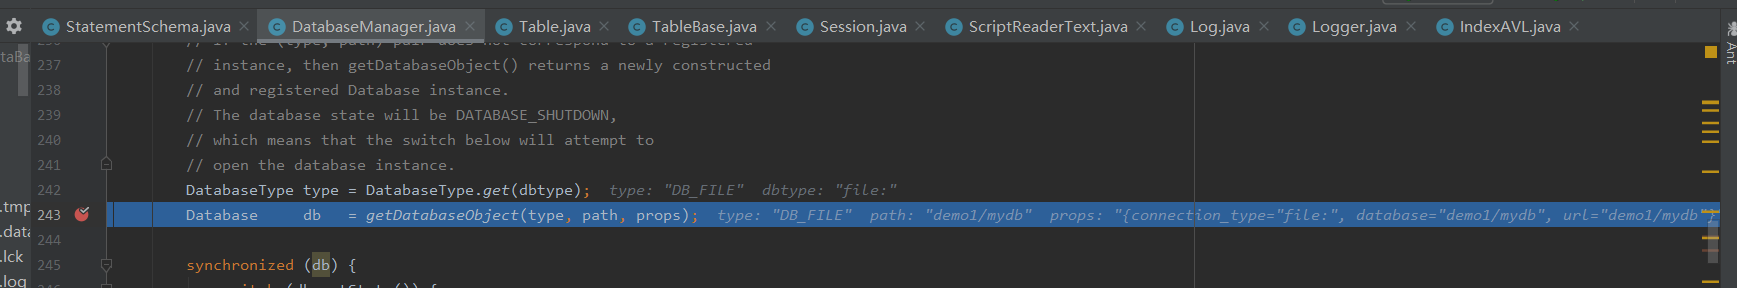 StatementSchema.java DatabaseManager.java Table.java TableBase.java Session.java ScriptReaderText.java Log.java Logger.java IndexAVL.java
Ant
taBa
237 // instance, then getDatabaseObject() returns a newly constructed
238 // and registered Database instance.
239 // The database state will be DATABASE_SHUTDOWN,
240 // which means that the switch below will attempt to
241 // open the database instance.
242 DatabaseType type = DatabaseType.get(dbtype); type: "DB_FILE" dbtype: "file:"
.tmp
243 Database db = getDatabaseObject(type, path, props); type: "DB_FILE" path: "demo1/mydb" props: "{connection_type="file:", database="demo1/mydb", url="demo1/mydb"}
.data
244
.lck
245 synchronized (db) {
.log